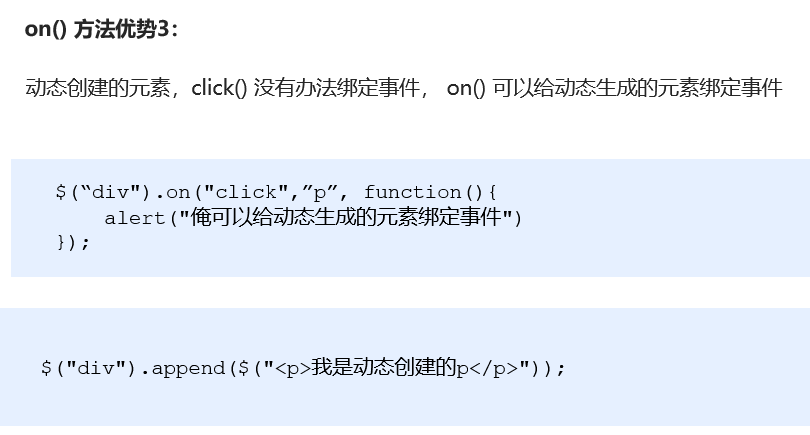 on() 方法优势3：
动态创建的元素，click() 没有办法绑定事件， on() 可以给动态生成的元素绑定事件
$(“div").on("click",”p”, function(){
    alert("俺可以给动态生成的元素绑定事件")
});
$("div").append($("<p>我是动态创建的p</p>"));